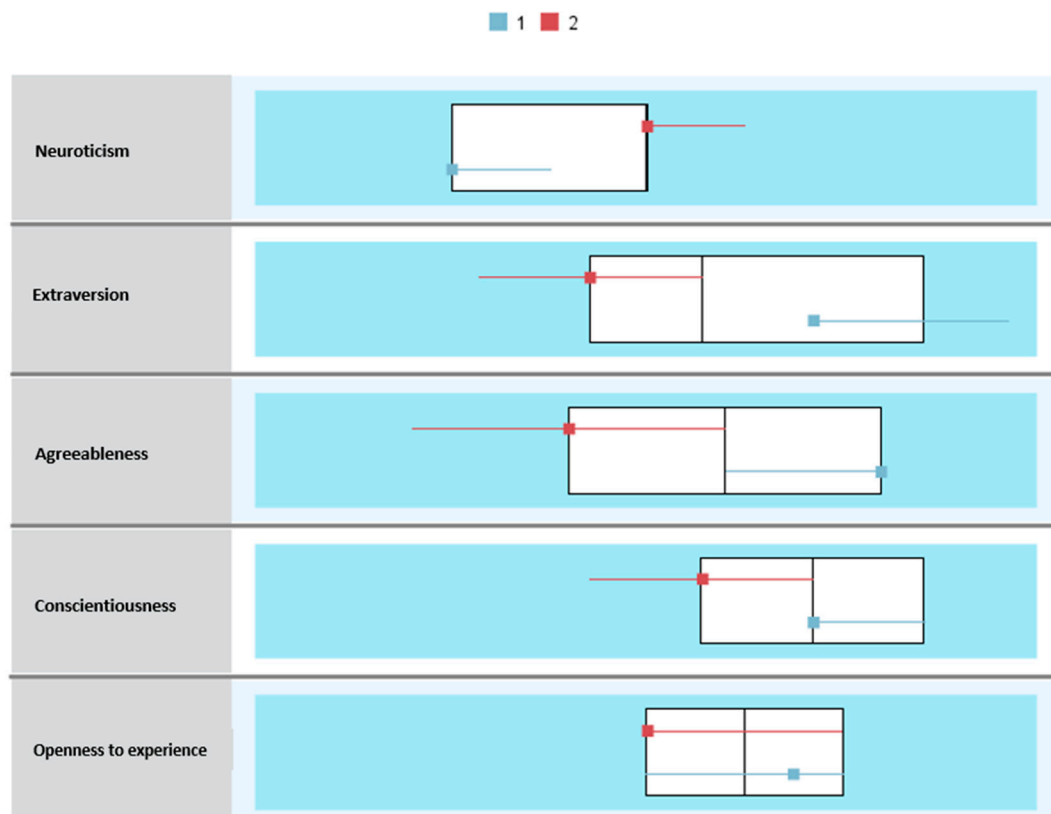 1 2
Neuroticism
Extraversion
Agreeableness
Conscientiousness
Openness to experience